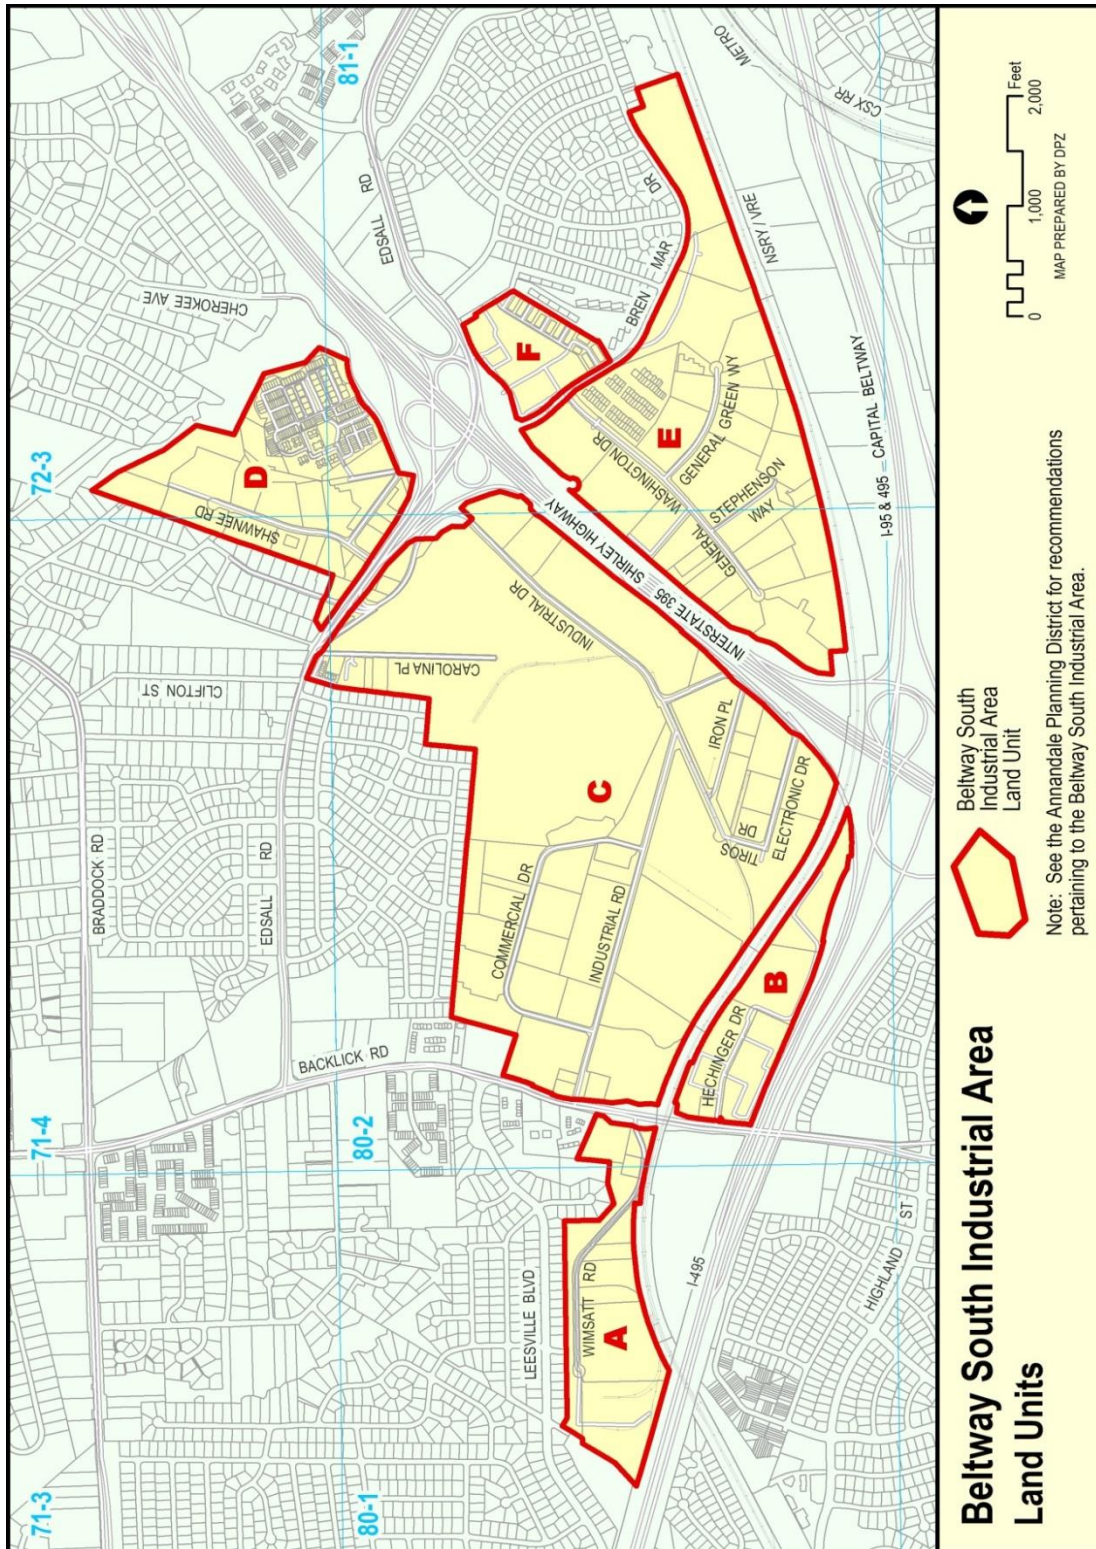 71-3
71-4
72-3
81-1
80-1
80-2
BRADDOCK RD
BACKLICK RD
EDSALL RD
CLIFTON ST
CHEROKEE AVE
EDSALL RD
METRO
CSX RR
LEESVILLE BLVD
WIMSATT RD
A
I-495
HIGHLAND ST
HECHINGER DR
B
COMMERCIAL DR
INDUSTRIAL RD
C
CAROLINA PL
INDUSTRIAL DR
IRON PL
TIROS DR
ELECTRONIC DR
INTERSTATE 395 - SHIRLEY HIGHWAY
SHAWNEE RD
D
GENERAL WASHINGTON DR
GENERAL GREEN WY
STEPHENSON WAY
E
F
BREN MAR DR
NSRY / VRE
I-95 & 495 - CAPITAL BELTWAY
Beltway South Industrial Area
Land Units
Beltway South
Industrial Area
Land Unit
Note: See the Annandale Planning District for recommendations
pertaining to the Beltway South Industrial Area.
0 1,000 2,000 Feet
MAP PREPARED BY DPZ